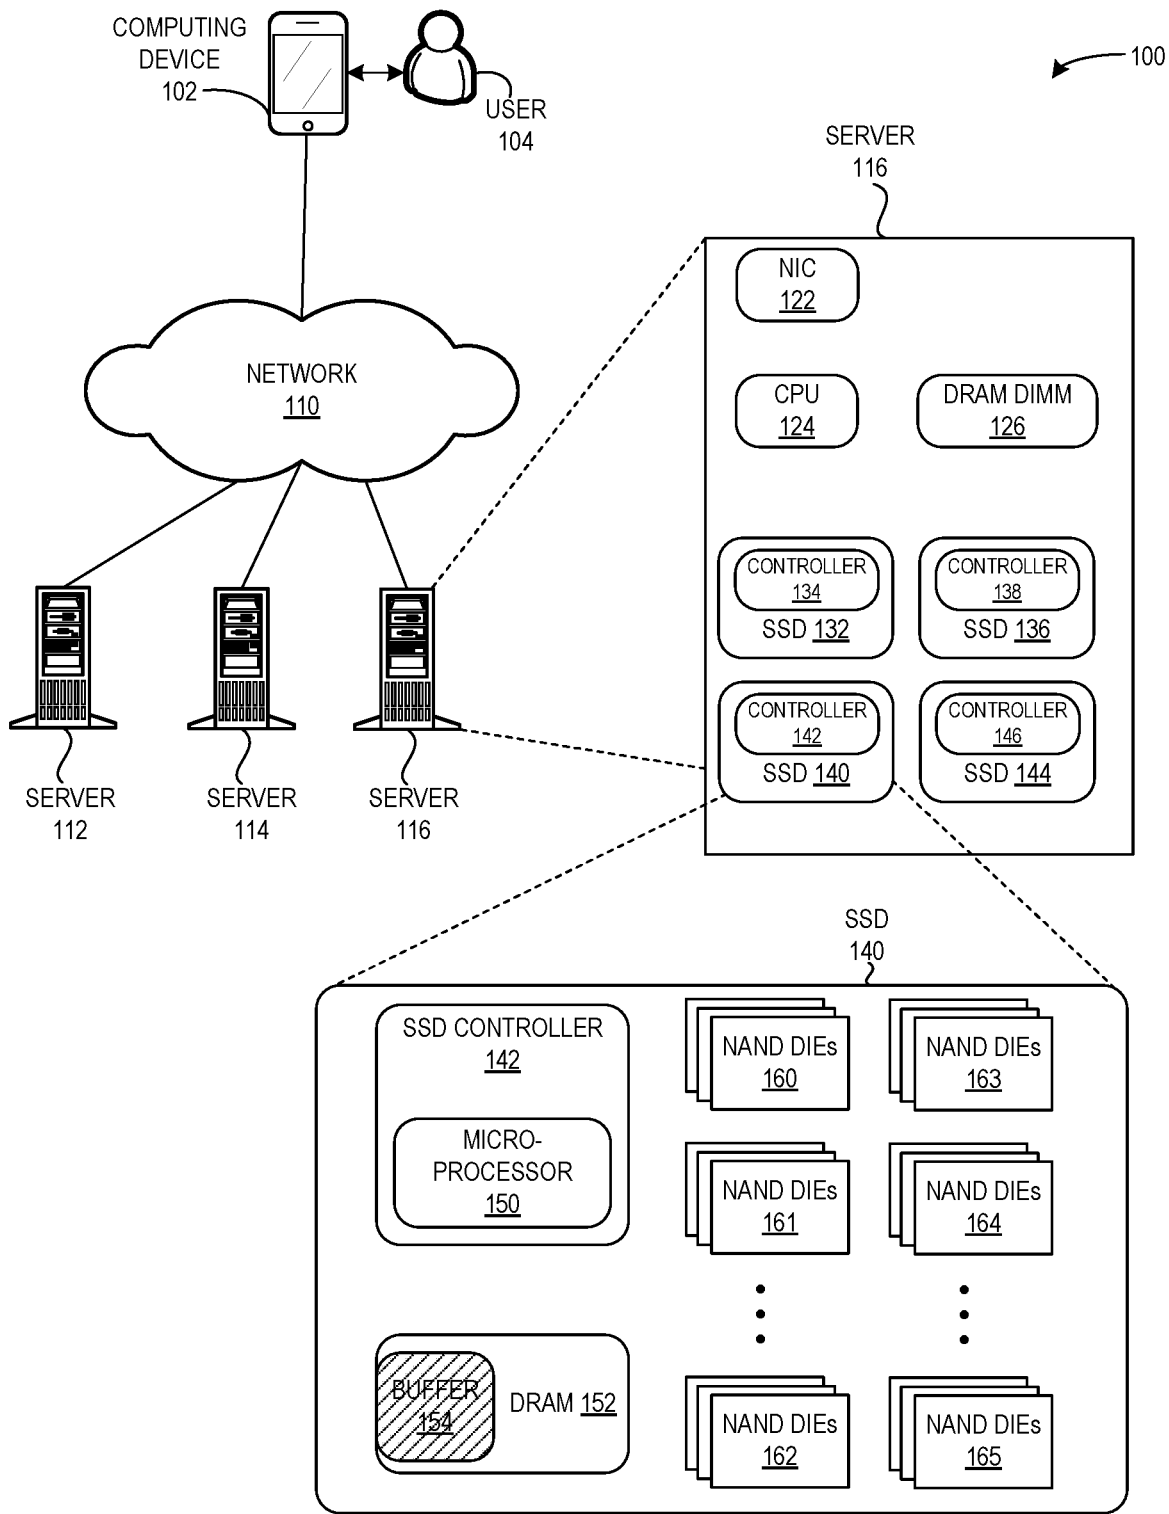 COMPUTING
DEVICE
102
USER
104
100
SERVER
116
NIC
122
NETWORK
110
CPU
124
DRAM DIMM
126
CONTROLLER
134
SSD 132
CONTROLLER
138
SSD 136
CONTROLLER
142
SSD 140
CONTROLLER
146
SSD 144
SERVER
112
SERVER
114
SERVER
116
SSD
140
SSD CONTROLLER
142
MICRO-
PROCESSOR
150
NAND DIEs
160
NAND DIEs
163
NAND DIEs
161
NAND DIEs
164
BUFFER
154
DRAM 152
NAND DIEs
162
NAND DIEs
165